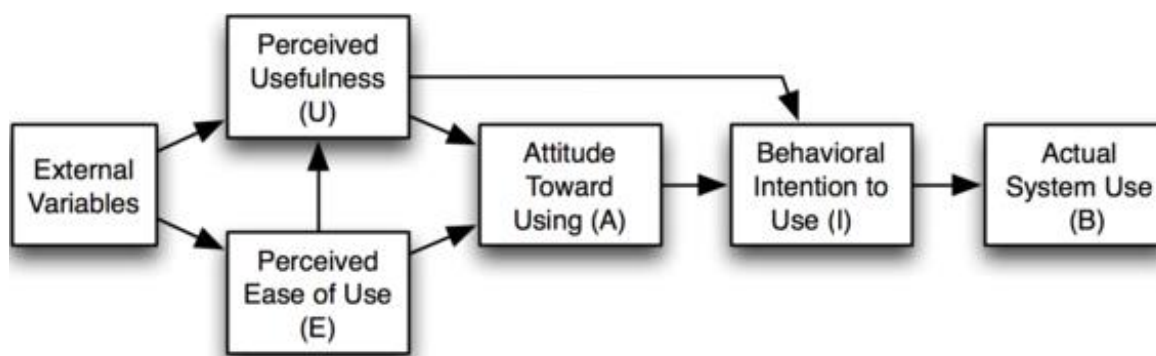 External
Variables
Perceived
Usefulness
(U)
Perceived
Ease of Use
(E)
Attitude
Toward
Using (A)
Behavioral
Intention to
Use (I)
Actual
System Use
(B)